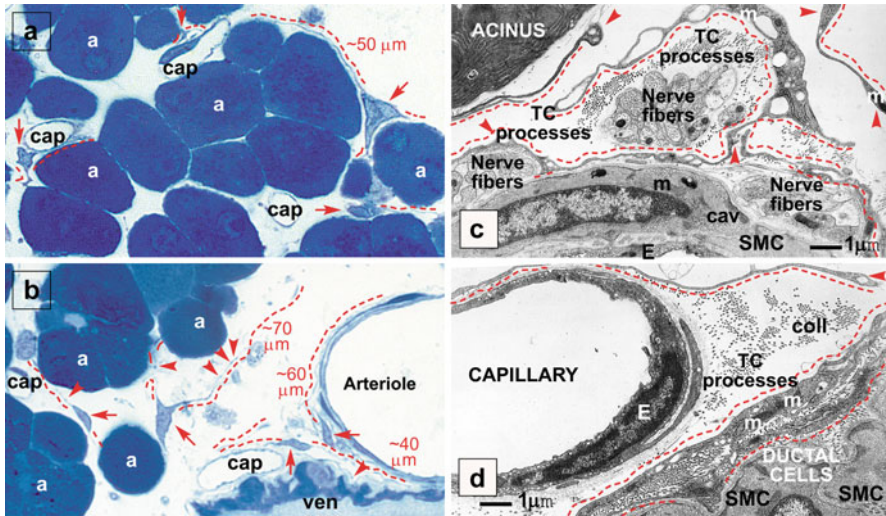 a
a
cap
~50 μm
a
cap
a
a
cap
b
a
cap
a
a
~70
μm
~60
μm
Arteriole
~40
μm
cap
ven
ACINUS
m
TC
processes
TC
processes
Nerve
fibers
m
Nerve
fibers
m
cav
Nerve
fibers
c
E
SMC
1μm
coll
TC
processes
CAPILLARY
E
m
m
DUCTAL
CELLS
d
1μm
SMC
SMC